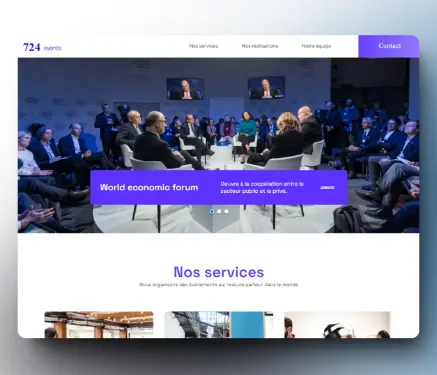 724 events
Nos services
Nos réalisations
Notre équipe
Contact
World economic forum
Oeuvre à la coopération entre le
secteur public et le privé.
Nos services
Nous organisons des événements sur mesure partout dans le monde